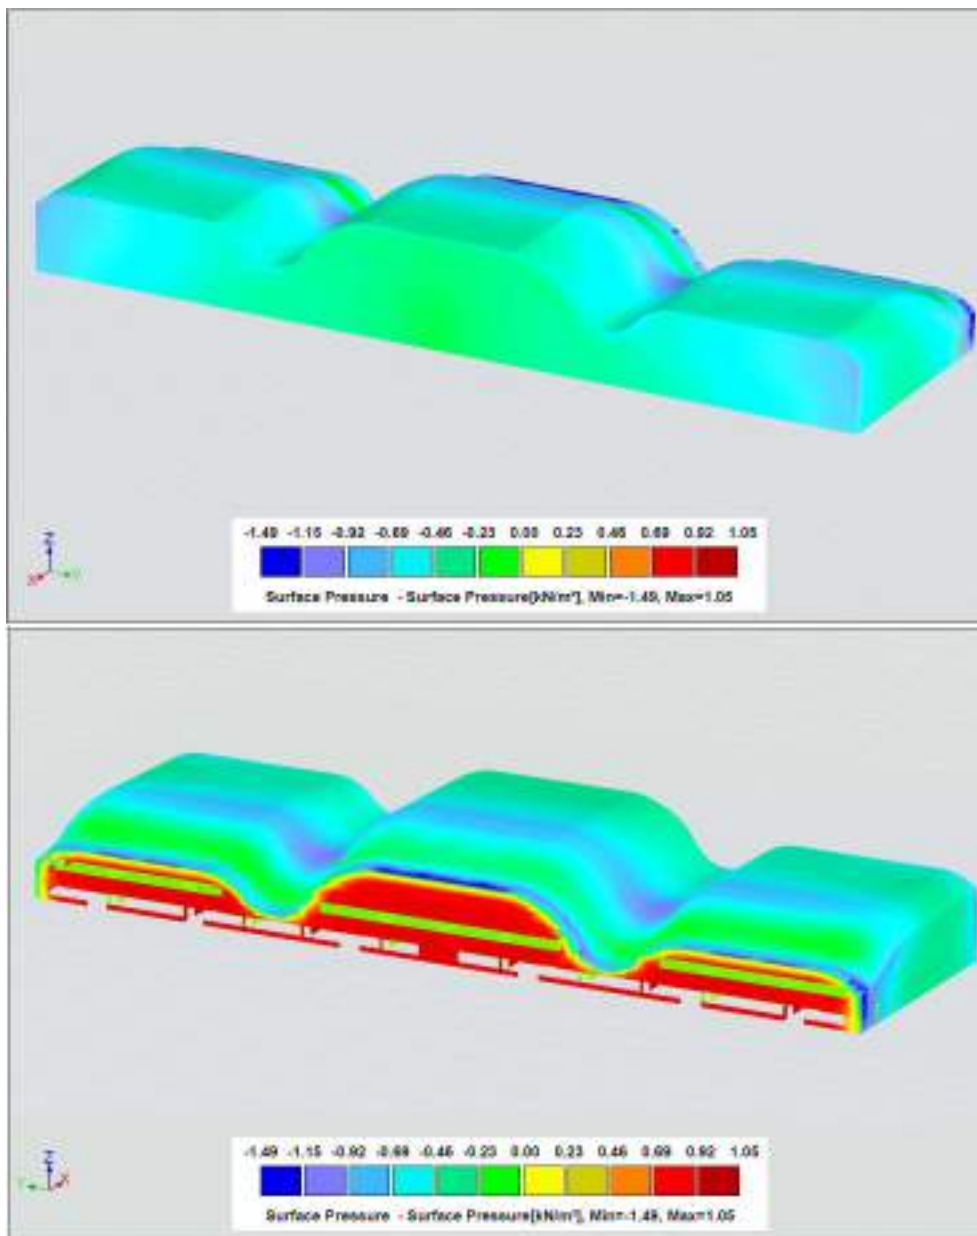 -1.49 -1.15 -0.92 -0.69 -0.46 -0.23 0.00 0.23 0.46 0.69 0.92 1.05
Surface Pressure - Surface Pressure[kN/m²], Min=-1.49, Max=1.05
Z
X
Y
-1.49 -1.15 -0.92 -0.69 -0.46 -0.23 0.00 0.23 0.46 0.69 0.92 1.05
Surface Pressure - Surface Pressure[kN/m²], Min=-1.49, Max=1.05
Z
Y X